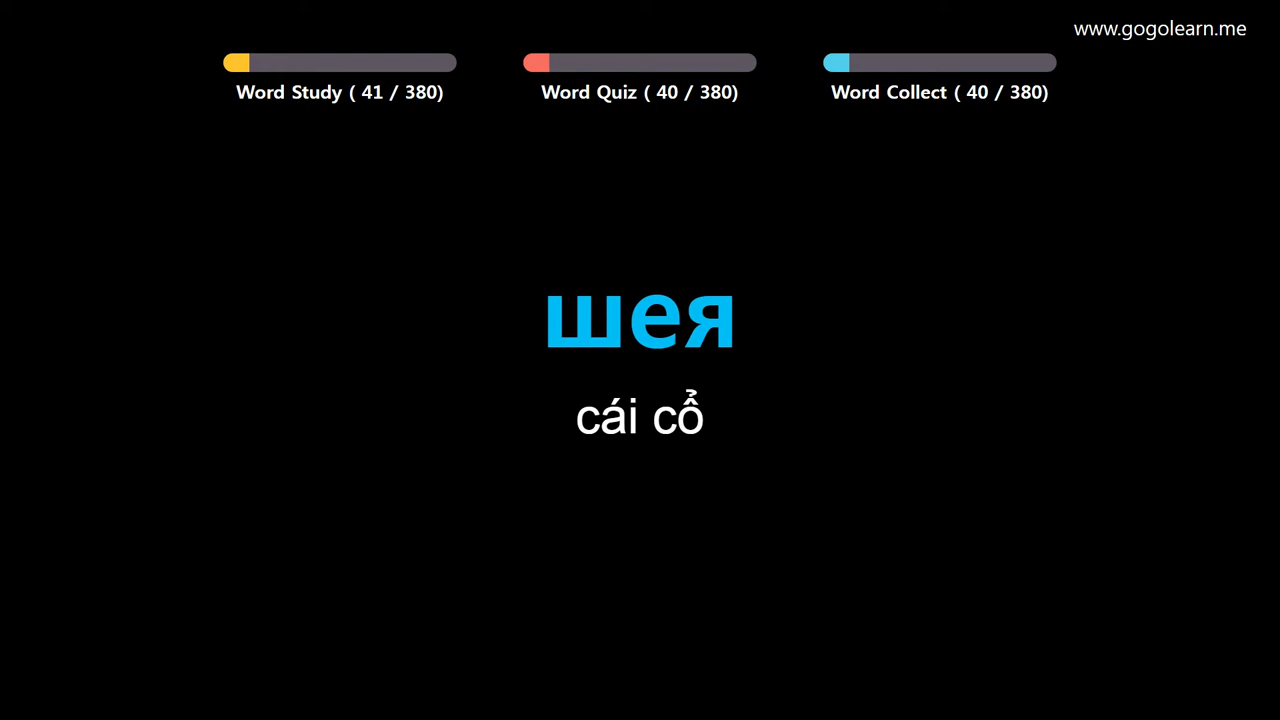 www.gogolearn.me
Word Study ( 41 / 380)
Word Quiz ( 40 / 380)
Word Collect ( 40 / 380)
шея
cái cổ